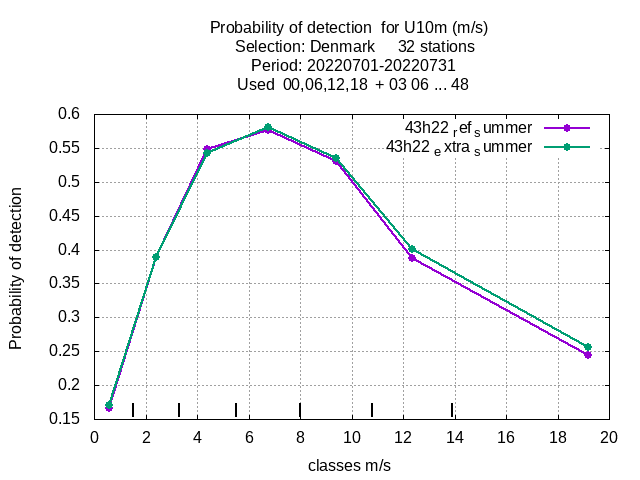 Probability of detection for U10m (m/s)
Selection: Denmark 32 stations
Period: 20220701-20220731
Used 00,06,12,18 + 03 06 ... 48
0.6
0.55
0.5
0.45
0.4
0.35
0.3
0.25
0.2
0.15
Probability of detection
43h22 ref summer
43h22 extra summer
0 2 4 6 8 10 12 14 16 18 20
classes m/s